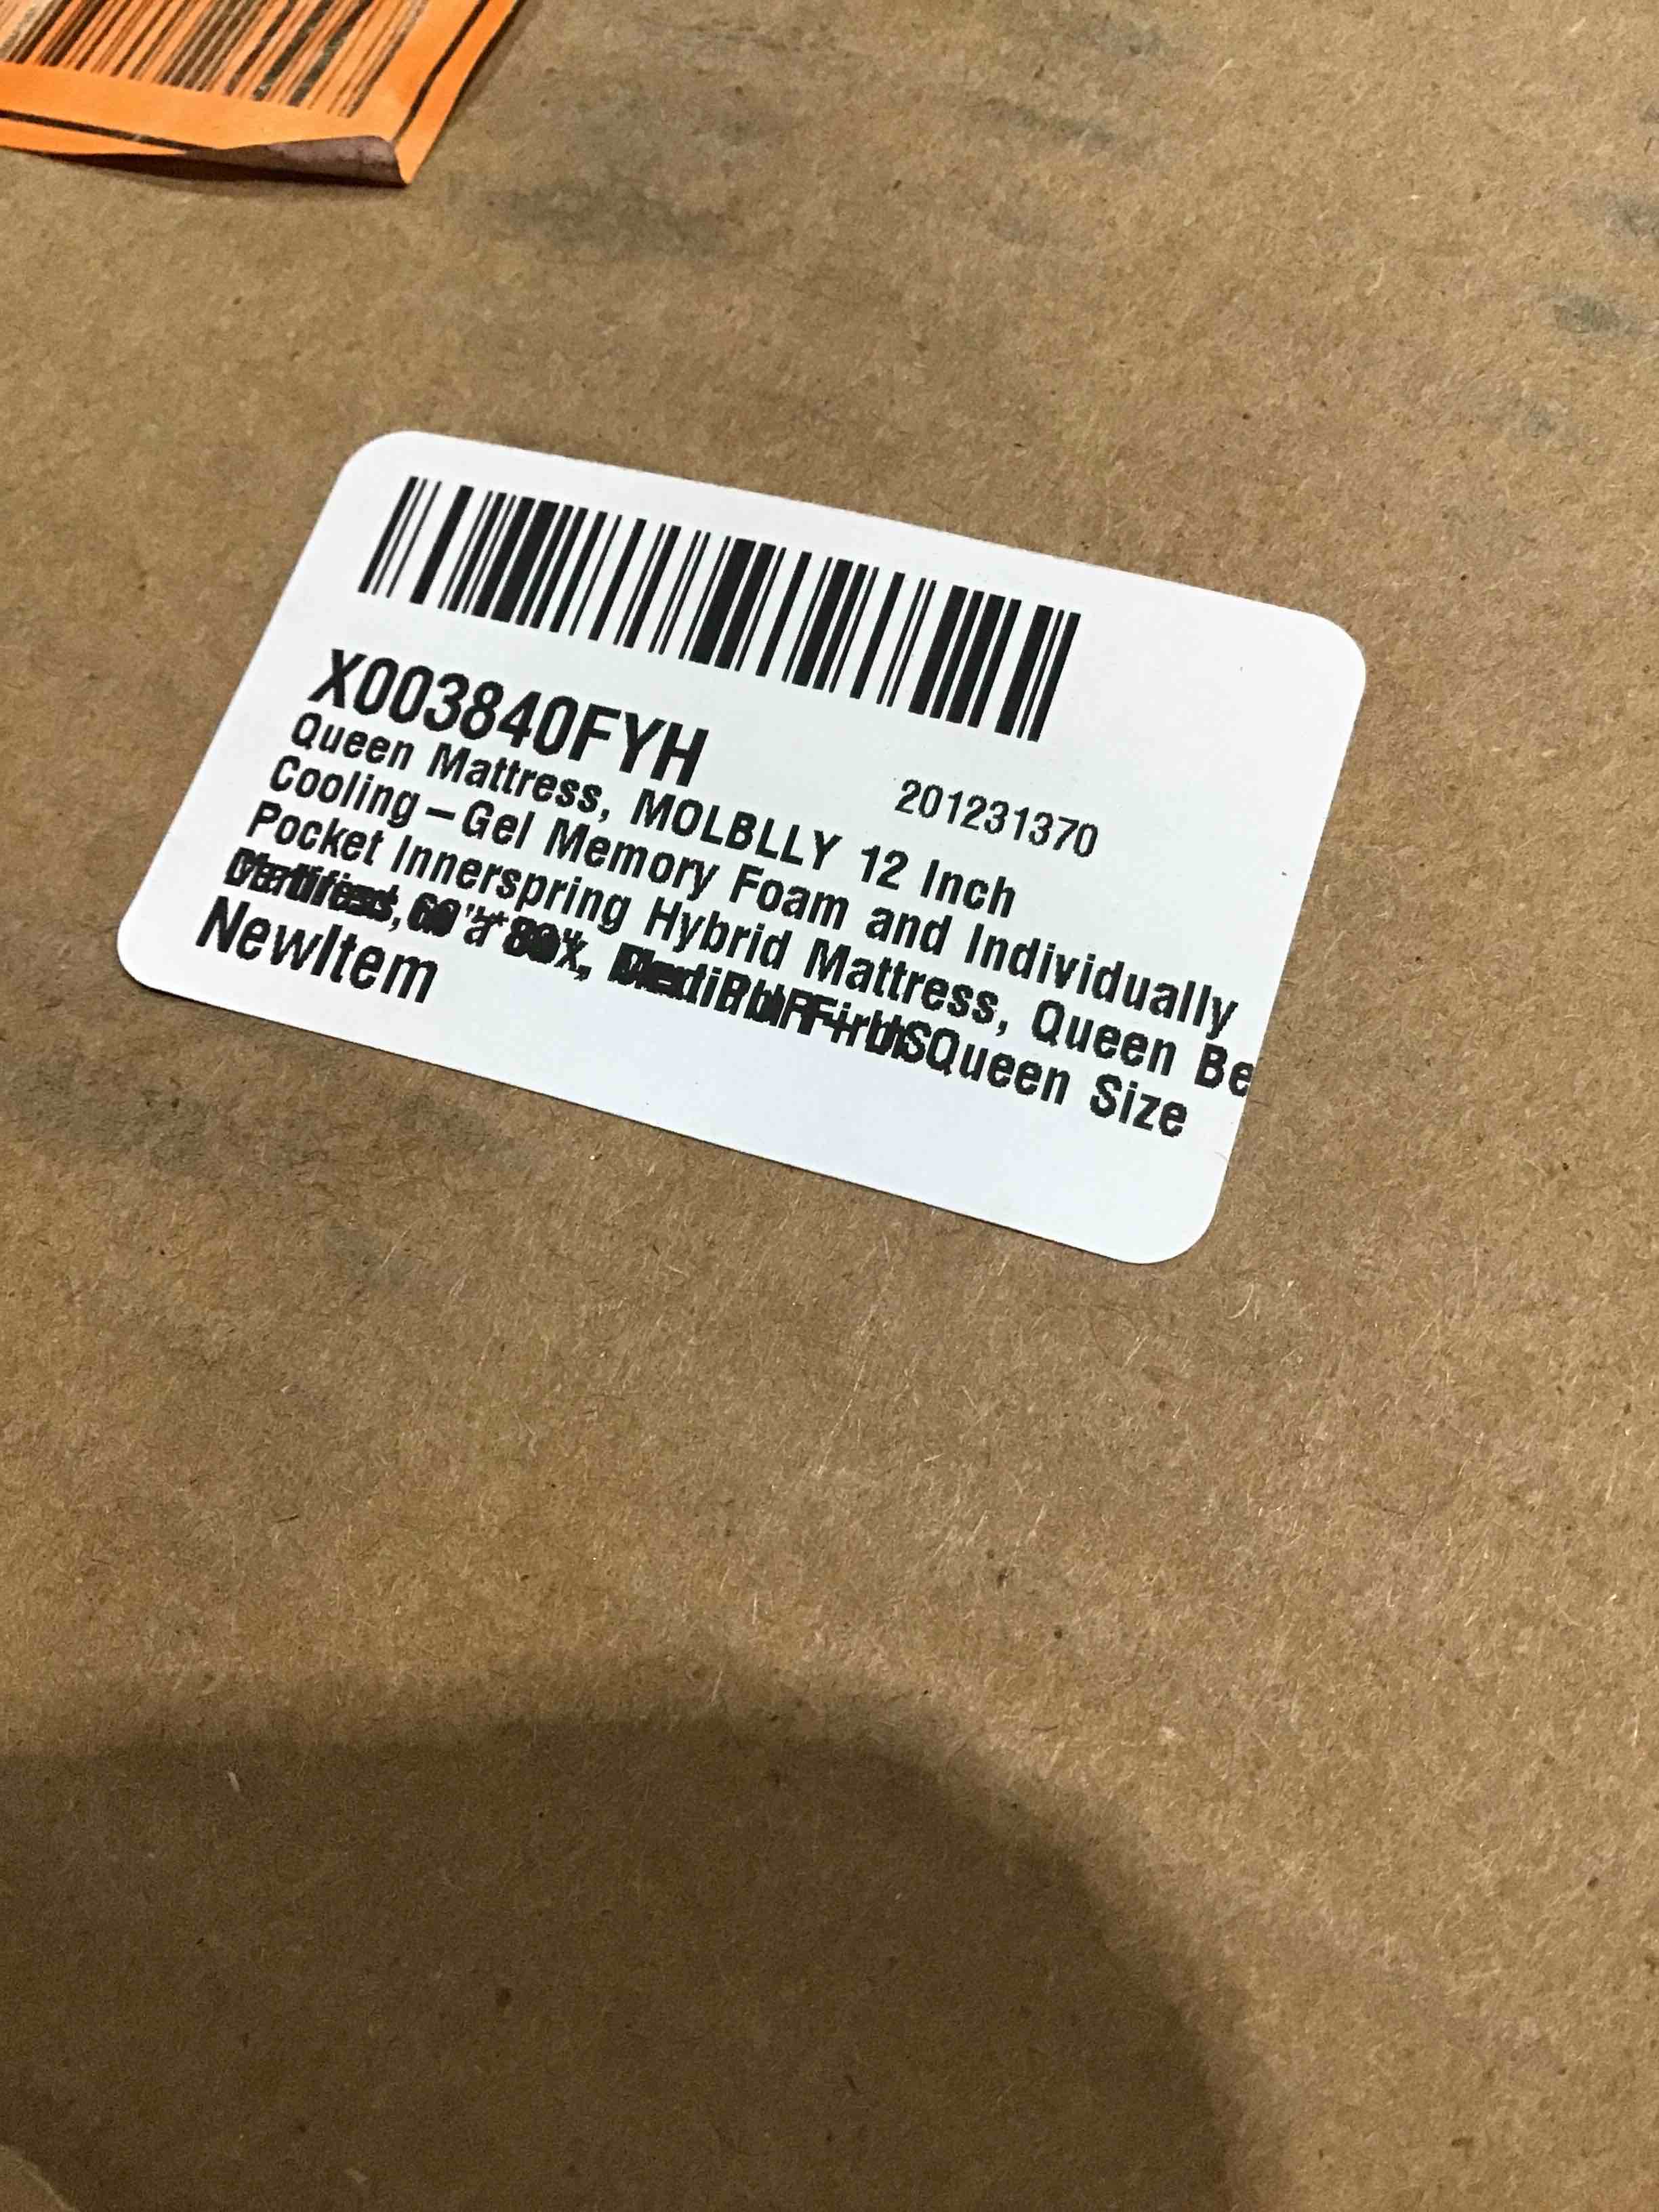 X003840FYH
201231370
Queen Mattress, MOLBLLY 12 Inch
Cooling-Gel Memory Foam and Individually
Pocket Innerspring Hybrid Mattress, Queen Be
Queen Size
NewItem